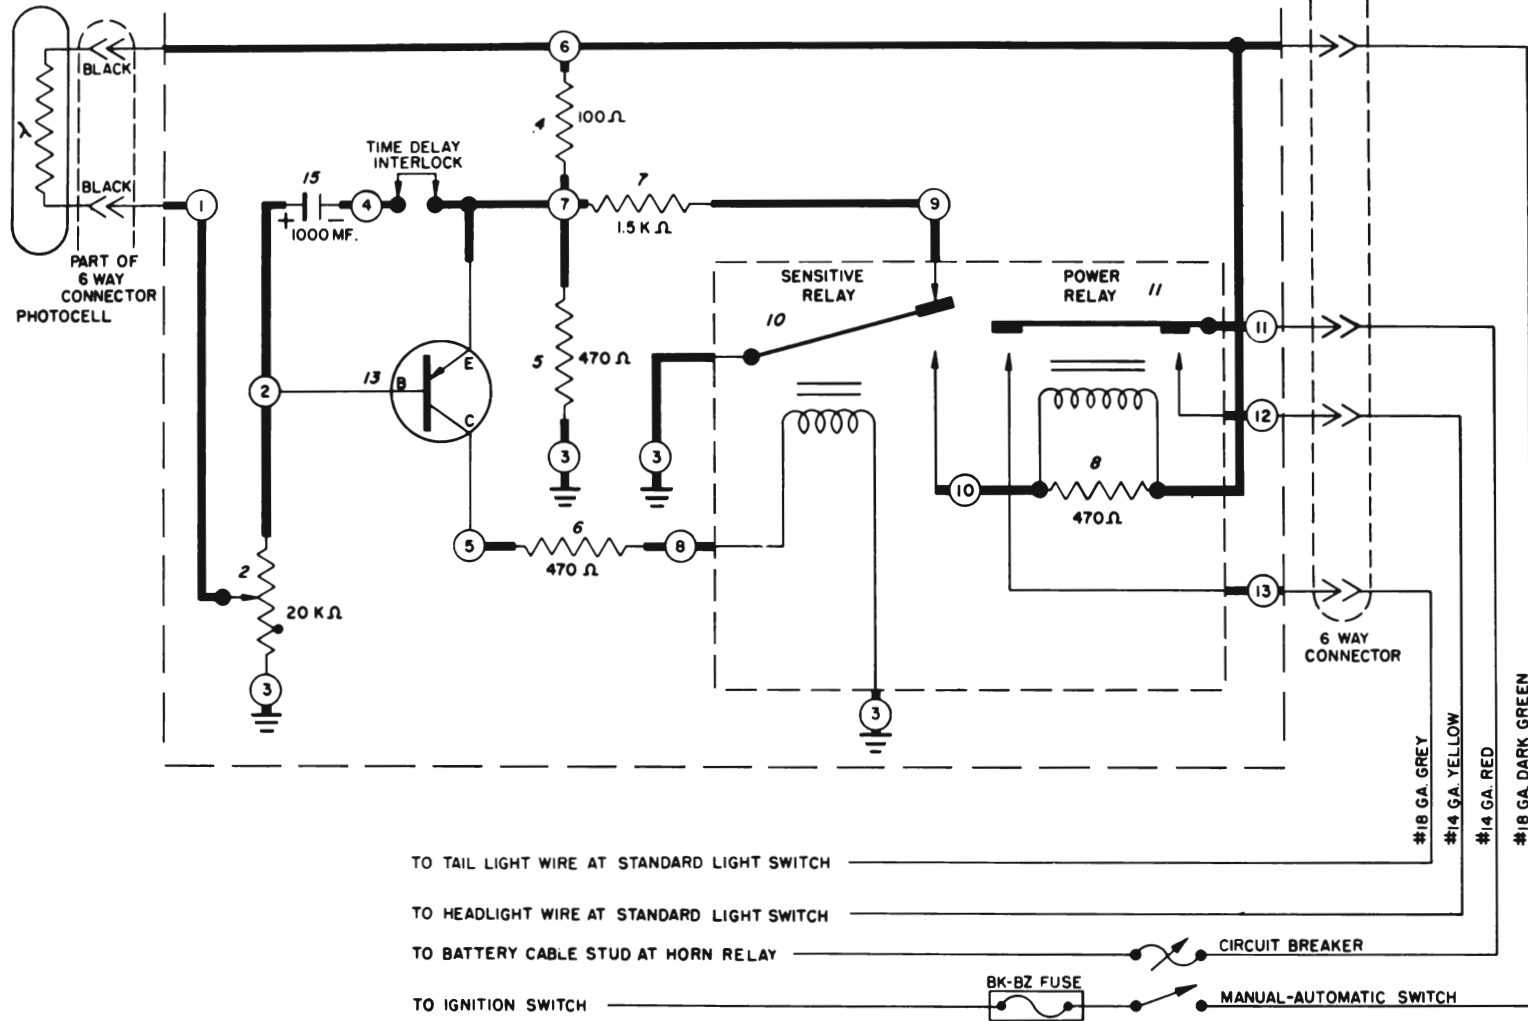 6
BLACK
λ
4
100Ω
TIME DELAY
INTERLOCK
15
7
BLACK
1
4
7
9
+
−
1000 MF.
1.5 K Ω
PART OF
6 WAY
CONNECTOR
PHOTOCELL
SENSITIVE
RELAY
POWER
RELAY
11
10
11
5
470 Ω
E
13
B
2
C
12
3
3
8
10
470Ω
5
6
8
470 Ω
2
20 KΩ
13
6 WAY
CONNECTOR
3
3
#18 GA. GREY
#14 GA. YELLOW
#14 GA. RED
#18 GA. DARK GREEN
TO TAIL LIGHT WIRE AT STANDARD LIGHT SWITCH
TO HEADLIGHT WIRE AT STANDARD LIGHT SWITCH
TO BATTERY CABLE STUD AT HORN RELAY
CIRCUIT BREAKER
BK-BZ FUSE
TO IGNITION SWITCH
MANUAL-AUTOMATIC SWITCH